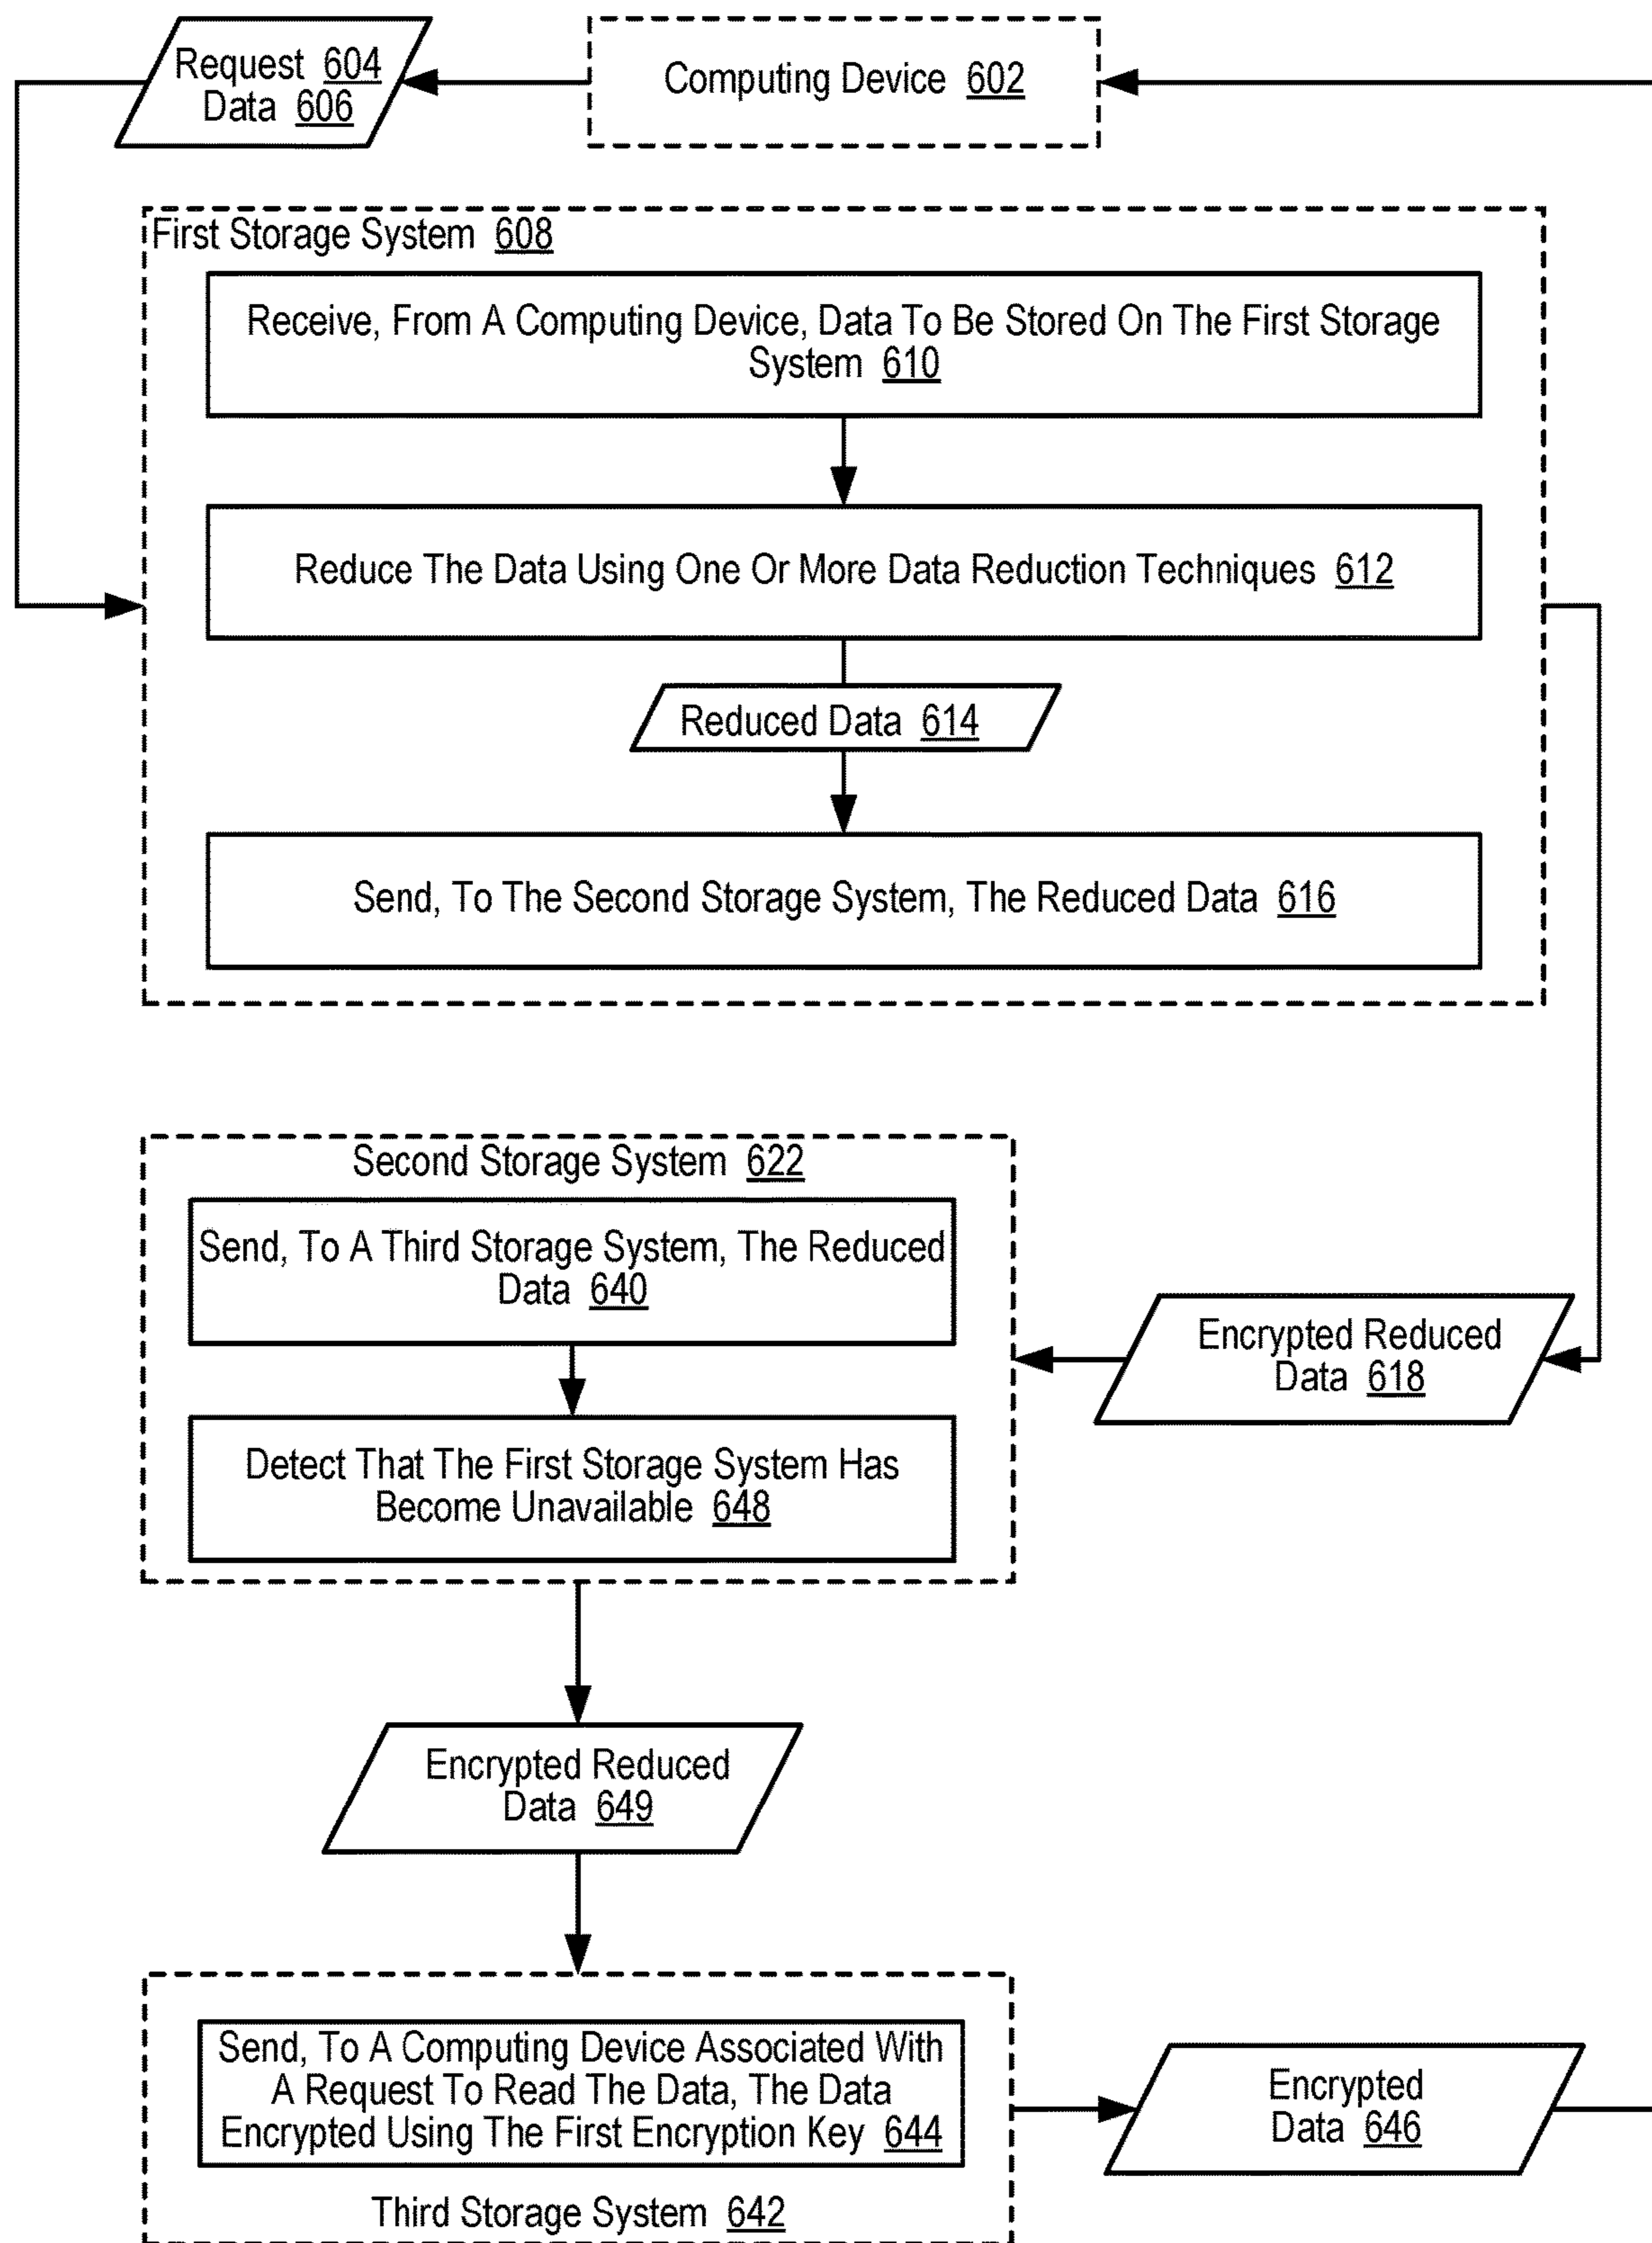 Request 604
Data 606
Computing Device 602
First Storage System 608
Receive, From A Computing Device, Data To Be Stored On The First Storage
System 610
Reduce The Data Using One Or More Data Reduction Techniques 612
Reduced Data 614
Send, To The Second Storage System, The Reduced Data 616
Second Storage System 622
Send, To A Third Storage System, The Reduced
Data 640
Encrypted Reduced
Data 618
Detect That The First Storage System Has
Become Unavailable 648
Encrypted Reduced
Data 649
Send, To A Computing Device Associated With
A Request To Read The Data, The Data
Encrypted Using The First Encryption Key 644
Encrypted
Data 646
Third Storage System 642